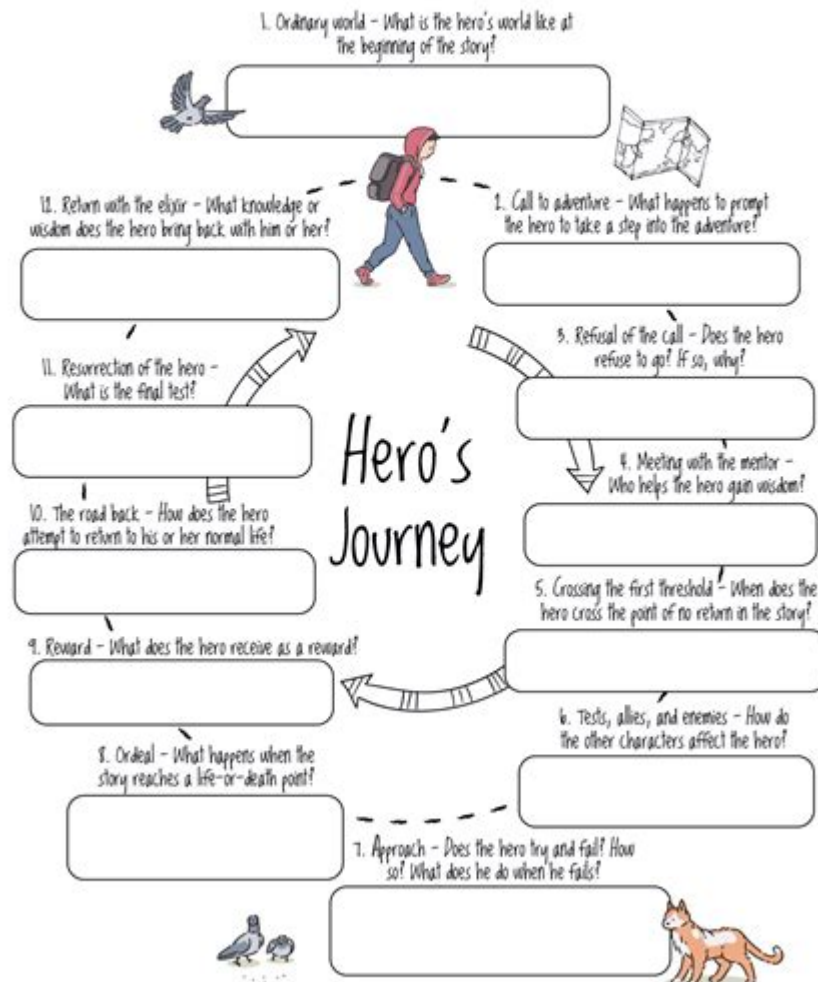 1. Ordinary world – What is the hero's world like at
the beginning of the story?
2. Call to adventure – What happens to prompt
the hero to take a step into the adventure?
3. Refusal of the call – Does the hero
refuse to go? If so, why?
4. Meeting with the mentor –
Who helps the hero gain wisdom?
5. Crossing the first threshold – When does the
hero cross the point of no return in the story?
6. Tests, allies, and enemies – How do
the other characters affect the hero?
7. Approach – Does the hero try and fail? How
so? What does he do when he fails?
8. Ordeal – What happens when the
story reaches a life-or-death point?
9. Reward – What does the hero receive as a reward?
10. The road back – How does the hero
attempt to return to his or her normal life?
11. Resurrection of the hero –
What is the final test?
12. Return with the elixir – What knowledge or
wisdom does the hero bring back with him or her?
Hero's
Journey